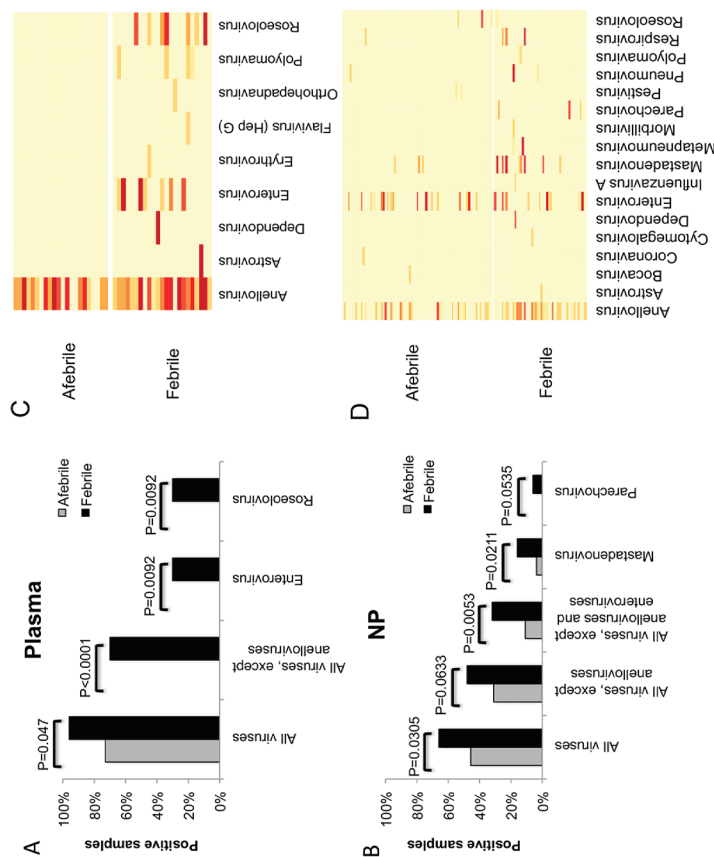 A
Plasma
Positive samples
100%
80%
60%
40%
20%
0%
P=0.047
P<0.0001
P=0.0092
P=0.0092
Afebrile
Febrile
All viruses
All viruses, except
anelloviruses
Enterovirus
Roseolovirus
B
NP
Positive samples
100%
80%
60%
40%
20%
0%
P=0.0305
P=0.0633
P=0.0053
P=0.0211
P=0.0535
Afebrile
Febrile
All viruses
All viruses, except
anelloviruses
All viruses, except
anelloviruses and
enteroviruses
Mastadenovirus
Parechovirus
C
Afebrile
Febrile
Anellovirus
Astrovirus
Dependovirus
Enterovirus
Erythrovirus
Flavivirus (Hep G)
Orthohepadnavirus
Polyomavirus
Roseolovirus
D
Afebrile
Febrile
Anellovirus
Astrovirus
Bocavirus
Coronavirus
Cytomegalovirus
Dependovirus
Enterovirus
Influenzavirus A
Mastadenovirus
Metapneumovirus
Morbillivirus
Parechovirus
Pestivirus
Pneumovirus
Polyomavirus
Respirovirus
Roseolovirus